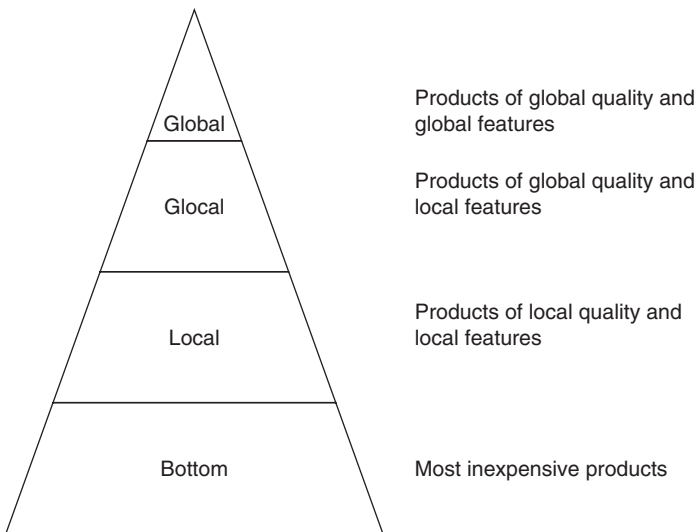 Global
Products of global quality and
global features
Glocal
Products of global quality and
local features
Local
Products of local quality and
local features
Bottom
Most inexpensive products